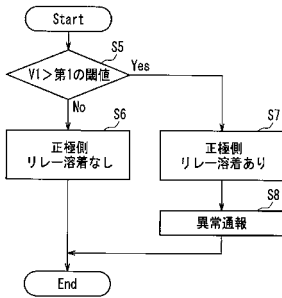 Start
S5
V1>第1の閾値
Yes
No
S6
正極側
リレー溶着なし
S7
正極側
リレー溶着あり
S8
異常通報
End